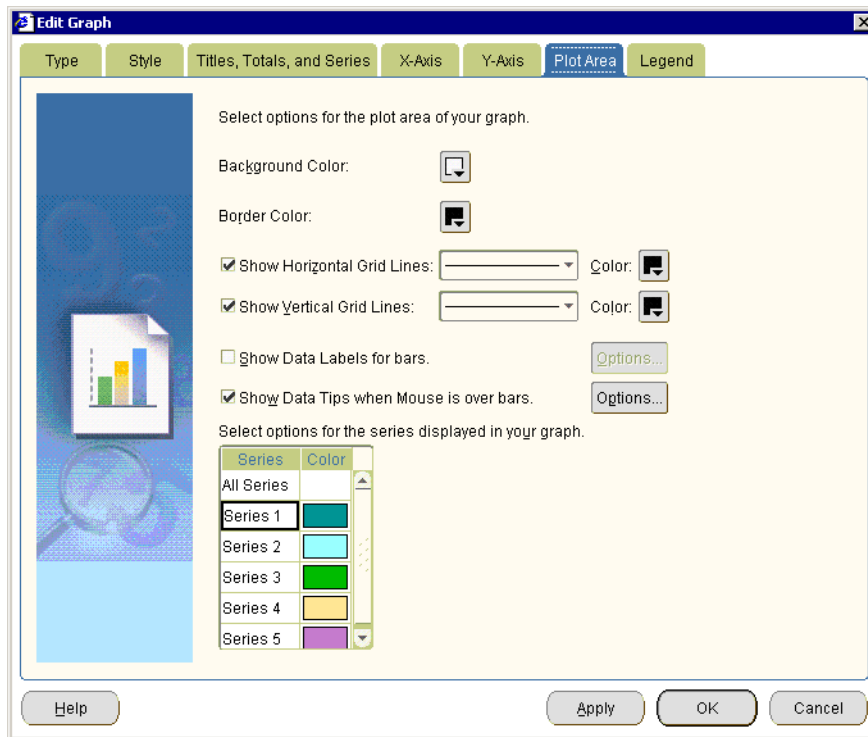 Edit Graph
Type Style Titles, Totals, and Series X-Axis Y-Axis Plot Area Legend
Select options for the plot area of your graph.
Background Color:
Border Color:
Show Horizontal Grid Lines: Color:
Show Vertical Grid Lines: Color:
Show Data Labels for bars. Options...
Show Data Tips when Mouse is over bars. Options...
Select options for the series displayed in your graph.
Series Color
All Series
Series 1
Series 2
Series 3
Series 4
Series 5
Help Apply OK Cancel